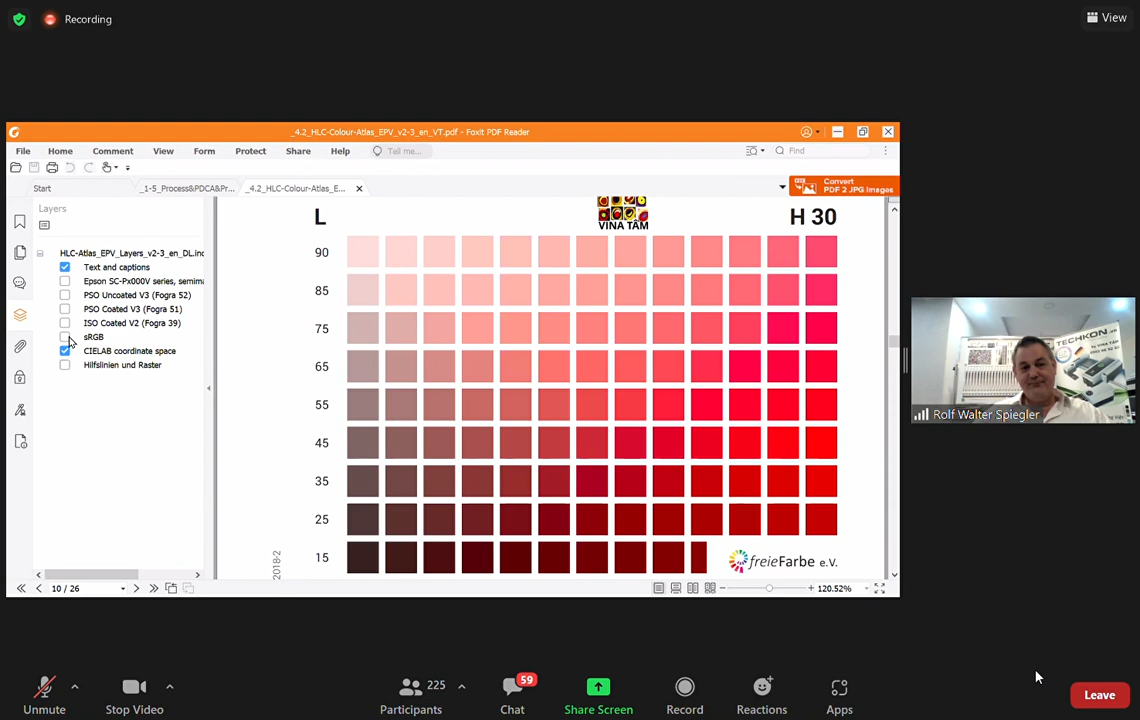 Recording
View
_4.2_HLC-Colour-Atlas_EPV_v2-3_en_VT.pdf - Foxit PDF Reader
File Home Comment View Form Protect Share Help Tell me... Find
Start _1-5_Process&PDCA&Pr... _4.2_HLC-Colour-Atlas_E...
Convert
PDF 2 JPG Images
Layers
HLC-Atlas_EPV_Layers_v2-3_en_DL.inc
Text and captions
Epson SC-Px000V series, semima
PSO Uncoated V3 (Fogra 52)
PSO Coated V3 (Fogra 51)
ISO Coated V2 (Fogra 39)
sRGB
CIELAB coordinate space
Hilfslinien und Raster
L
VINA TÂM
H 30
90
85
75
65
55
45
35
25
15
2018-2
freieFarbe e.V.
10 / 26
120.52%
TECHKON
Rolf Walter Spiegler
Unmute
Stop Video
225
Participants
59
Chat
Share Screen
Record
Reactions
Apps
Leave